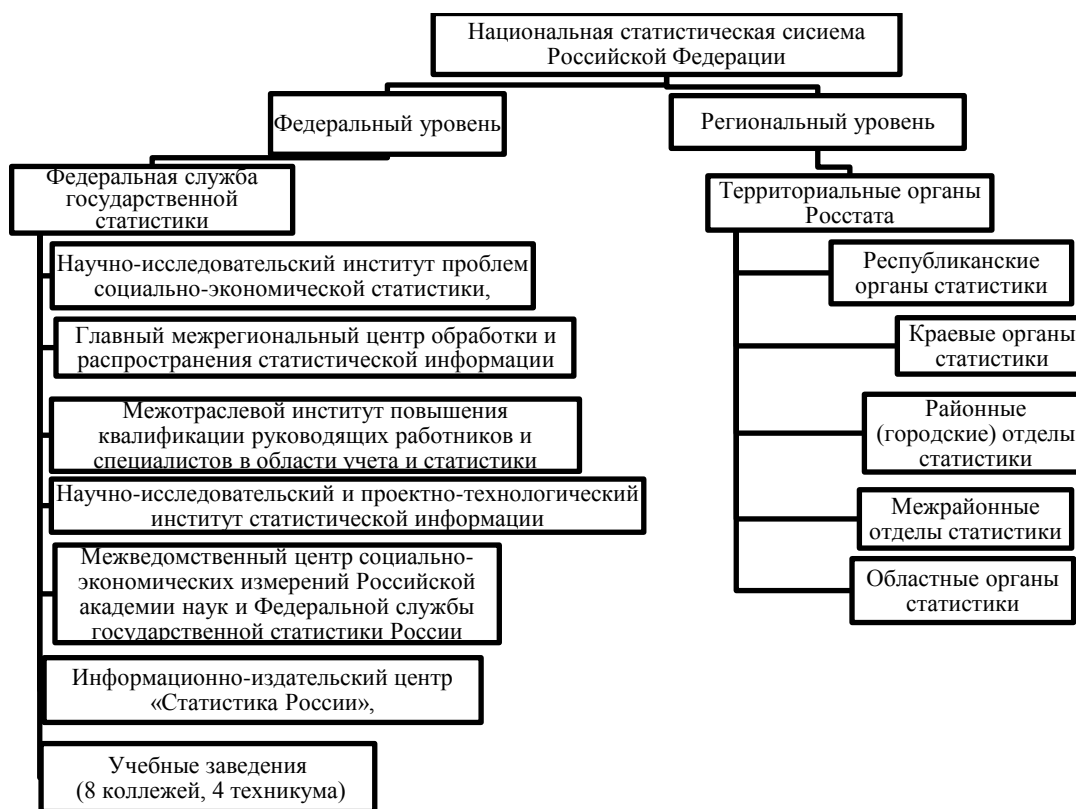 Национальная статистическая сисиема
Российской Федерации
Федеральный уровень
Региональный уровень
Федеральная служба
государственной
статистики
Научно-исследовательский институт проблем
социально-экономической статистики,
Главный межрегиональный центр обработки и
распространения статистической информации
Межотраслевой институт повышения
квалификации руководящих работников и
специалистов в области учета и статистики
Научно-исследовательский и проектно-технологический
институт статистической информации
Межведомственный центр социально-
экономических измерений Российской
академии наук и Федеральной службы
государственной статистики России
Информационно-издательский центр
«Статистика России»,
Учебные заведения
(8 коллежей, 4 техникума)
Территориальные органы
Росстата
Республиканские
органы статистики
Краевые органы
статистики
Районные
(городские) отделы
статистики
Межрайонные
отделы статистики
Областные органы
статистики